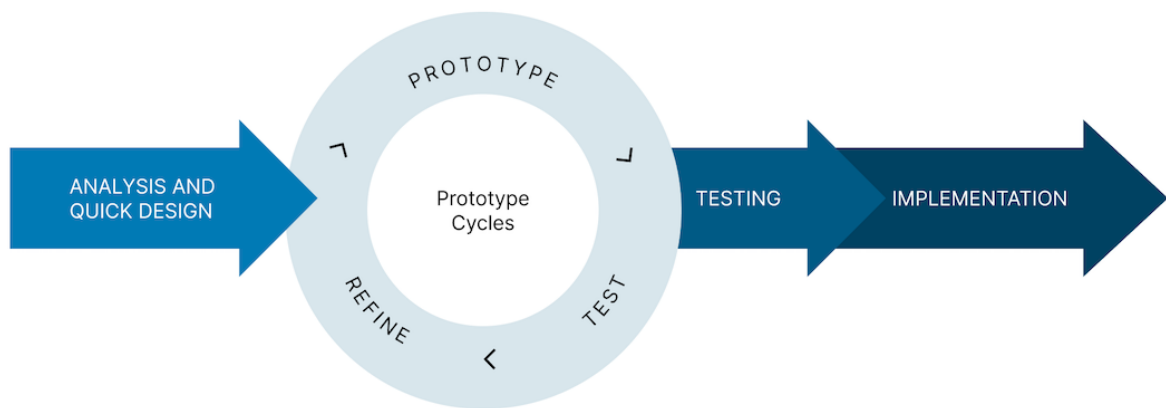 ANALYSIS AND
QUICK DESIGN
PROTOTYPE
TEST
REFINE
Prototype
Cycles
TESTING
IMPLEMENTATION